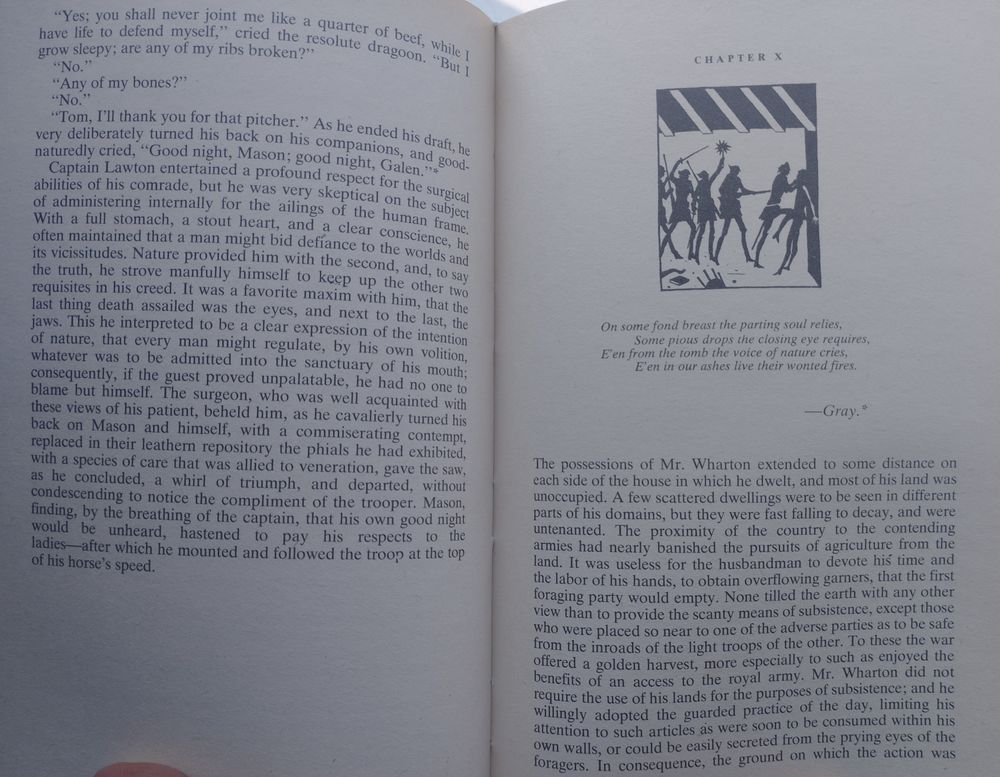 "Yes; you shall never joint me like a quarter of beef, while I
have life to defend myself," cried the resolute dragoon. "But I
grow sleepy; are any of my ribs broken?"
"No."
"Any of my bones?"
"No."
"Tom, I'll thank you for that pitcher." As he ended his draft, he
very deliberately turned his back on his companions, and good-
naturedly cried, "Good night, Mason; good night, Galen."*
Captain Lawton entertained a profound respect for the surgical
abilities of his comrade, but he was very skeptical on the subject
of administering internally for the ailings of the human frame.
With a full stomach, a stout heart, and a clear conscience, he
often maintained that a man might bid defiance to the worlds and
its vicissitudes. Nature provided him with the second, and, to say
the truth, he strove manfully himself to keep up the other two
requisites in his creed. It was a favorite maxim with him, that the
last thing death assailed was the eyes, and next to the last, the
jaws. This he interpreted to be a clear expression of the intention
of nature, that every man might regulate, by his own volition,
whatever was to be admitted into the sanctuary of his mouth;
consequently, if the guest proved unpalatable, he had no one to
blame but himself. The surgeon, who was well acquainted with
these views of his patient, beheld him, as he cavalierly turned his
back on Mason and himself, with a commiserating contempt,
replaced in their leathern repository the phials he had exhibited,
with a species of care that was allied to veneration, gave the saw,
as he concluded, a whirl of triumph, and departed, without
condescending to notice the compliment of the trooper. Mason,
finding, by the breathing of the captain, that his own good night
would be unheard, hastened to pay his respects to the
ladies—after which he mounted and followed the troop at the top
of his horse's speed.
CHAPTER X
On some fond breast the parting soul relies,
Some pious drops the closing eye requires,
E'en from the tomb the voice of nature cries,
E'en in our ashes live their wonted fires.
—Gray.*
The possessions of Mr. Wharton extended to some distance on
each side of the house in which he dwelt, and most of his land was
unoccupied. A few scattered dwellings were to be seen in different
parts of his domains, but they were fast falling to decay, and were
untenanted. The proximity of the country to the contending
armies had nearly banished the pursuits of agriculture from the
land. It was useless for the husbandman to devote his time and
the labor of his hands, to obtain overflowing garners, that the first
foraging party would empty. None tilled the earth with any other
view than to provide the scanty means of subsistence, except those
who were placed so near to one of the adverse parties as to be safe
from the inroads of the light troops of the other. To these the war
offered a golden harvest, more especially to such as enjoyed the
benefits of an access to the royal army. Mr. Wharton did not
require the use of his lands for the purposes of subsistence; and he
willingly adopted the guarded practice of the day, limiting his
attention to such articles as were soon to be consumed within his
own walls, or could be easily secreted from the prying eyes of the
foragers. In consequence, the ground on which the action was